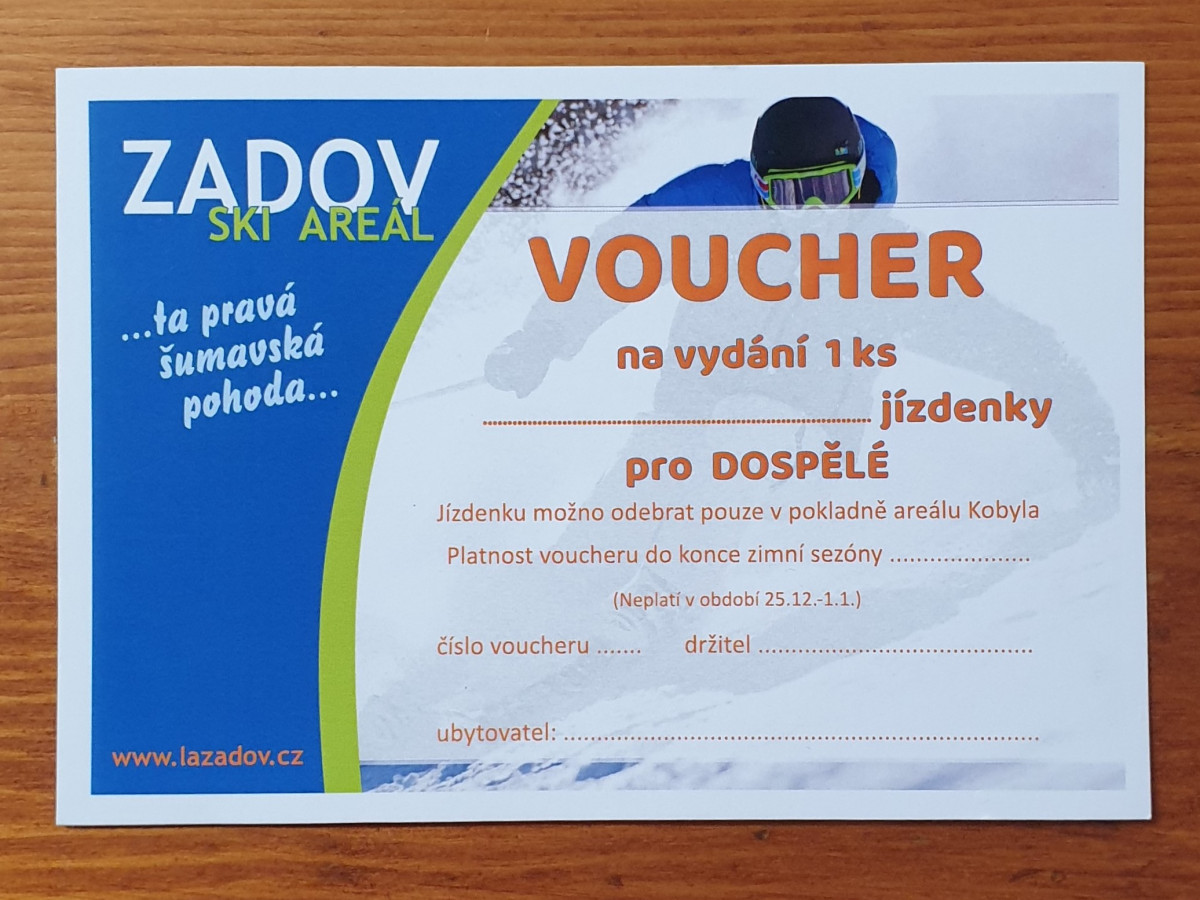 ZADOV
SKI AREÁL
...ta pravá
šumavská
pohoda...
www.lazadov.cz
VOUCHER
na vydání 1 ks
........................................................................ jízdenky
pro DOSPĚLÉ
Jízdenku možno odebrat pouze v pokladně areálu Kobyla
Platnost voucheru do konce zimní sezóny .....................
(Neplatí v období 25.12.-1.1.)
číslo voucheru ....... držitel .........................................
ubytovatel: .......................................................................